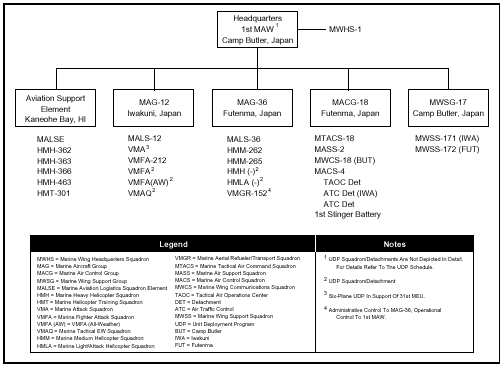 Headquarters
1st MAW 1
Camp Butler, Japan
MWHS-1
Aviation Support
Element
Kaneohe Bay, HI
MAG-12
Iwakuni, Japan
MAG-36
Futenma, Japan
MACG-18
Futenma, Japan
MWSG-17
Camp Butler, Japan
MALSE
HMH-362
HMH-363
HMH-366
HMH-463
HMT-301
MALS-12
VMA3
VMFA-212
VMFA2
VMFA(AW)2
VMAQ2
MALS-36
HMM-262
HMM-265
HMH (-)2
HMLA (-)2
VMGR-1524
MTACS-18
MASS-2
MWCS-18 (BUT)
MACS-4
TAOC Det
ATC Det (IWA)
ATC Det
1st Stinger Battery
MWSS-171 (IWA)
MWSS-172 (FUT)
Legend
MWHS = Marine Wing Headquarters Squadron
MAG = Marine Aircraft Group
MACG = Marine Air Control Group
MWSG = Marine Wing Support Group
MALSE = Marine Aviation Logistics Squadron Element
HMH = Marine Heavy Helicopter Squadron
HMT = Marine Helicopter Training Squadron
VMA = Marine Attack Squadron
VMFA = Marine Fighter Attack Squadron
VMFA (AW) = VMFA (All-Weather)
VMAQ = Marine Tactical EW Squadron
HMM = Marine Medium Helicopter Squadron
HMLA = Marine Light/Attack Helicopter Squadron
VMGR = Marine Aerial Refueler/Transport Squadron
MTACS = Marine Tactical Air Command Squadron
MASS = Marine Air Support Squadron
MACS = Marine Air Control Squadron
MWCS = Marine Wing Communications Squadron
TAOC = Tactical Air Operations Center
DET = Detachment
ATC = Air Traffic Control
MWSS = Marine Wing Support Squadron
UDP = Unit Deployment Program
BUT = Camp Butler
IWA = Iwakuni
FUT = Futenma
Notes
1 UDP Squadron/Detachments Are Not Depicted In Detail.
For Details Refer To The UDP Schedule.
2 UDP Squadron/Detachment
3 Six-Plane UDP In Support Of 31st MEU.
4 Administrative Control To MAG-36, Operational
Control To 1st MAW.